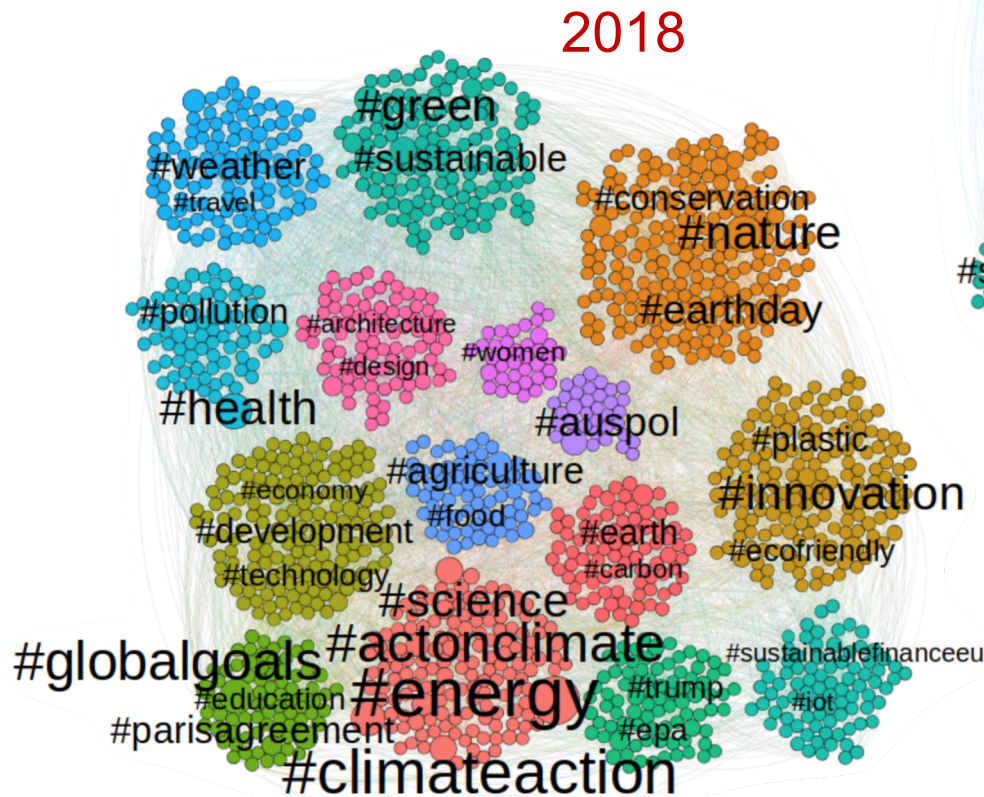 2018
#green
#sustainable
#weather
#travel
#conservation
#nature
#earthday
#pollution
#health
#architecture
#design
#women
#auspol
#plastic
#innovation
#ecofriendly
#economy
#development
#technology
#agriculture
#food
#earth
#carbon
#science
#actonclimate
#energy
#climateaction
#globalgoals
#education
#parisagreement
#trump
#epa
#sustainablefinanceeu
#iot